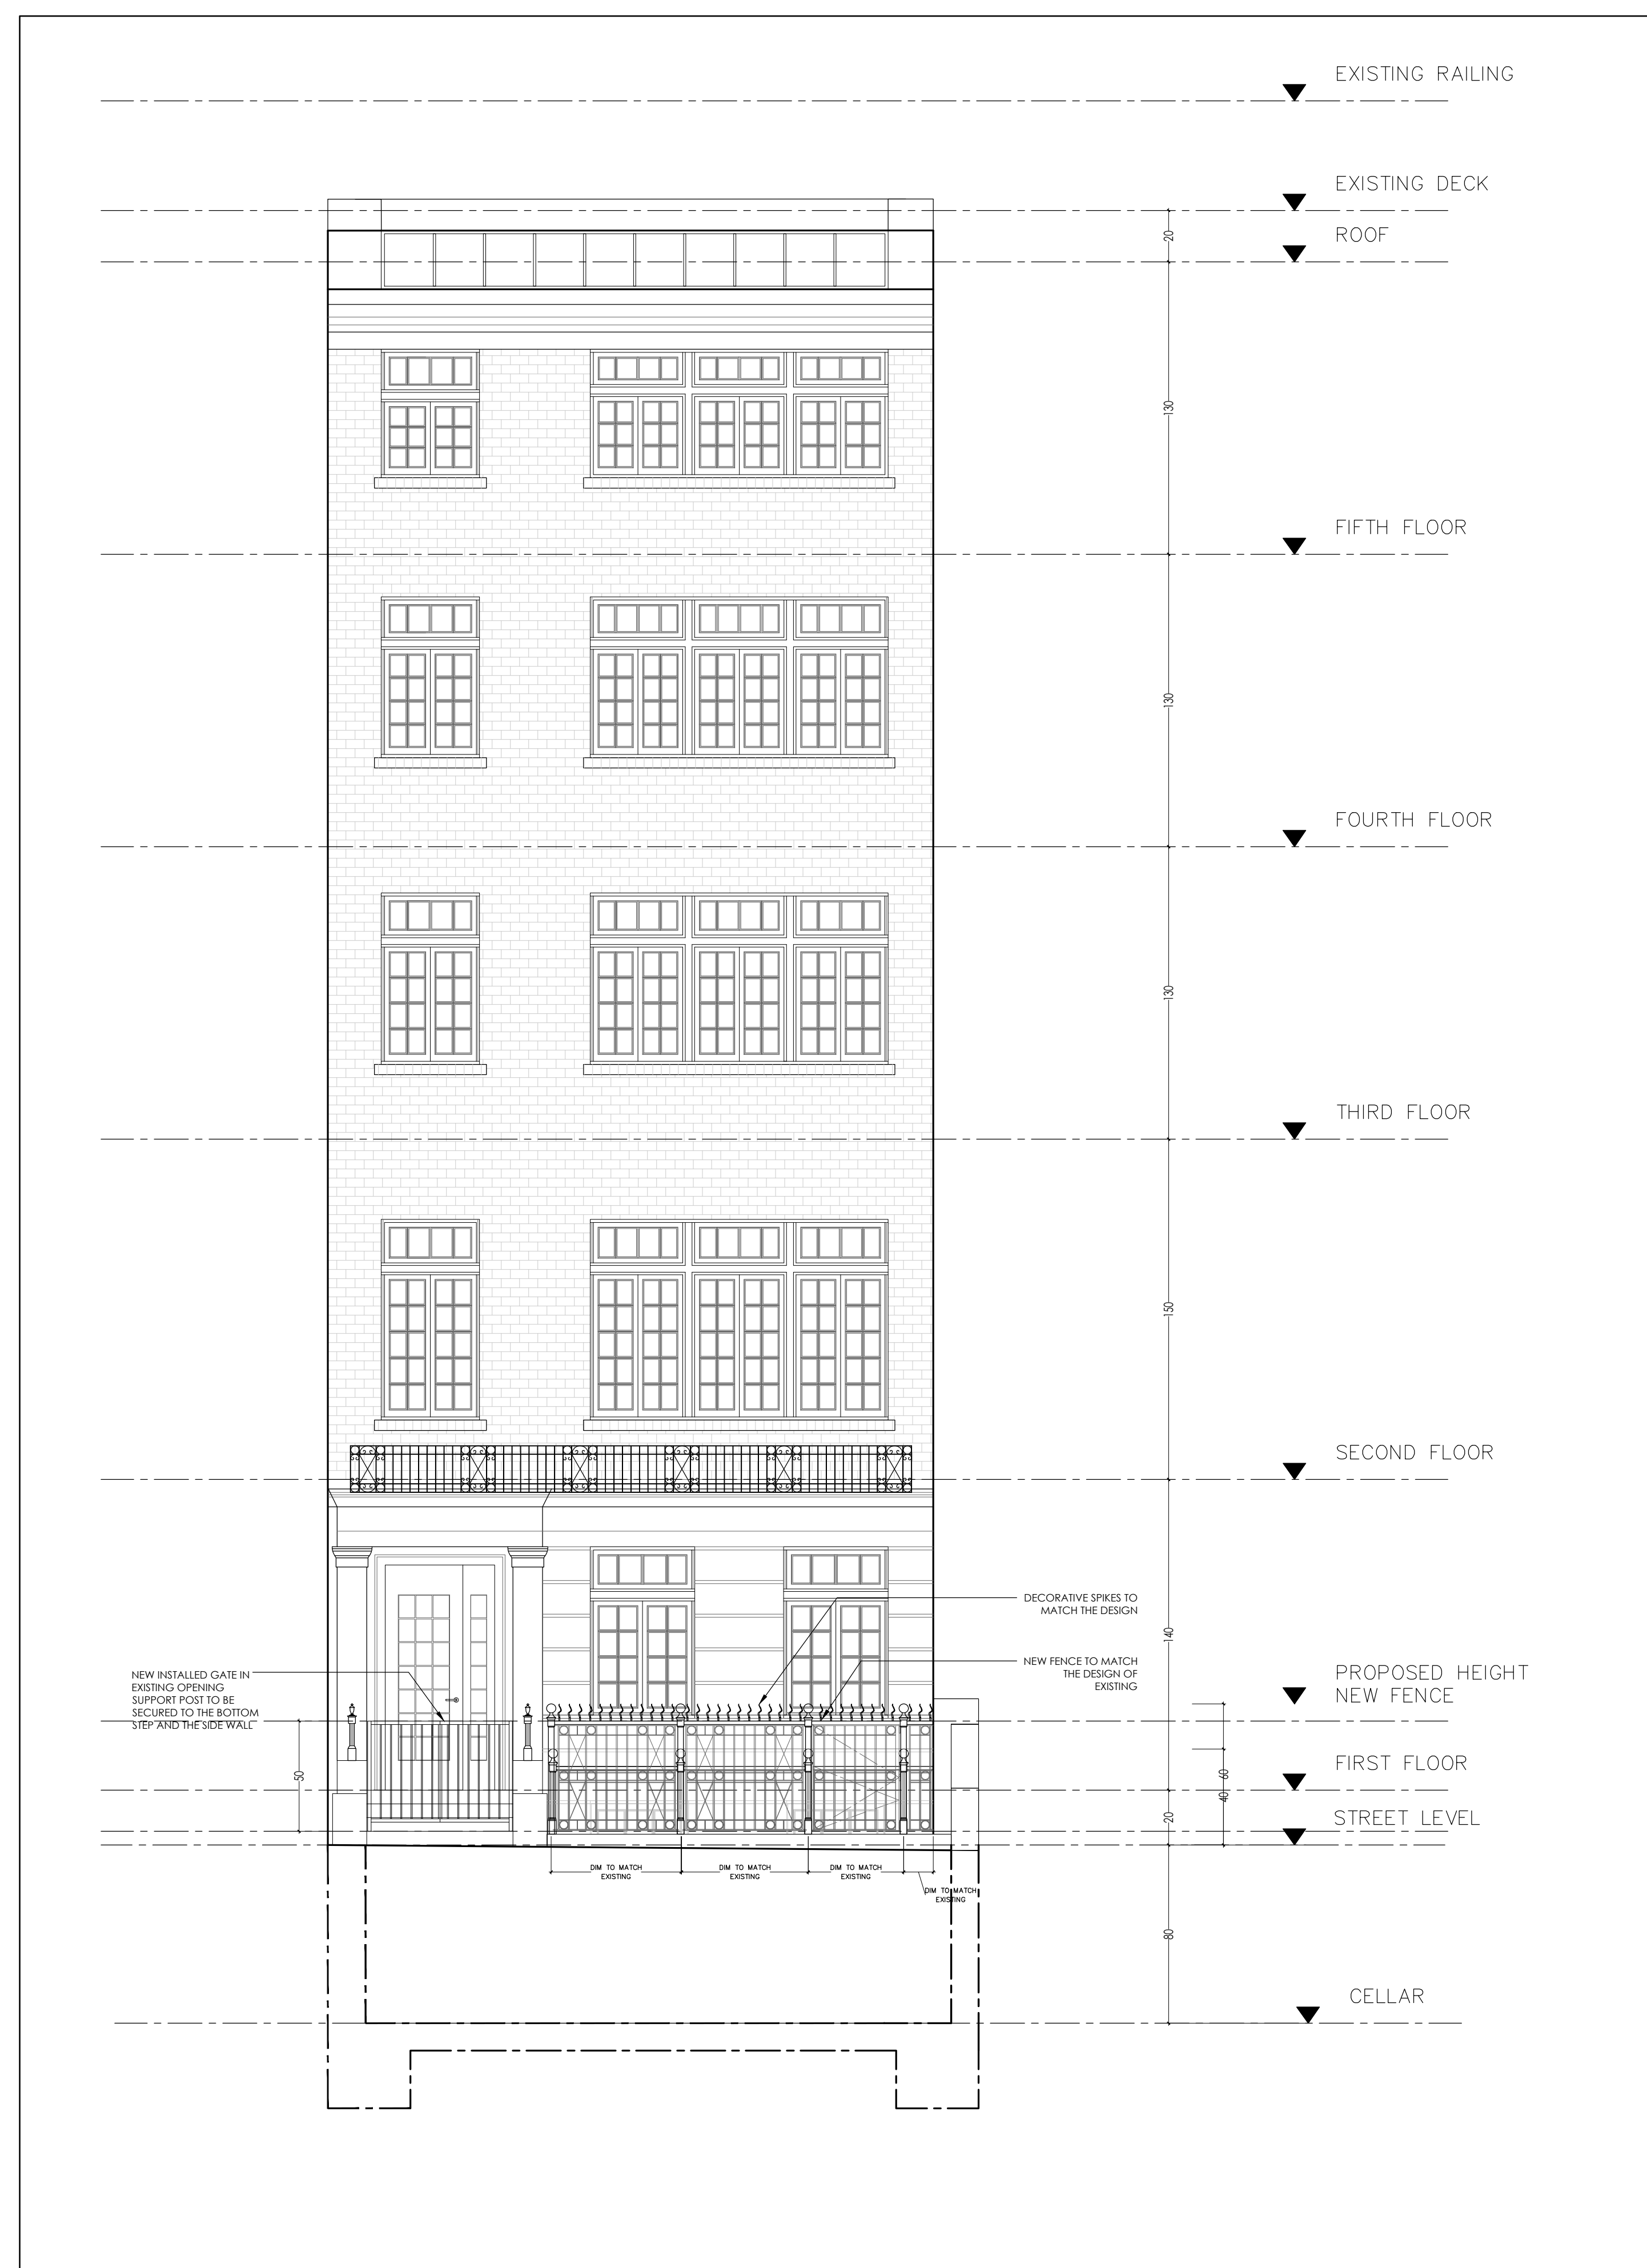 EXISTING RAILING
EXISTING DECK
20
ROOF
130
FIFTH FLOOR
130
FOURTH FLOOR
130
THIRD FLOOR
150
SECOND FLOOR
DECORATIVE SPIKES TO
MATCH THE DESIGN
140
NEW FENCE TO MATCH
THE DESIGN OF
EXISTING
NEW INSTALLED GATE IN
EXISTING OPENING
SUPPORT POST TO BE
SECURED TO THE BOTTOM
STEP AND THE SIDE WALL
PROPOSED HEIGHT
NEW FENCE
50
FIRST FLOOR
60
40
20
STREET LEVEL
DIM TO MATCH
EXISTING
DIM TO MATCH
EXISTING
DIM TO MATCH
EXISTING
DIM TO MATCH
EXISTING
80
CELLAR